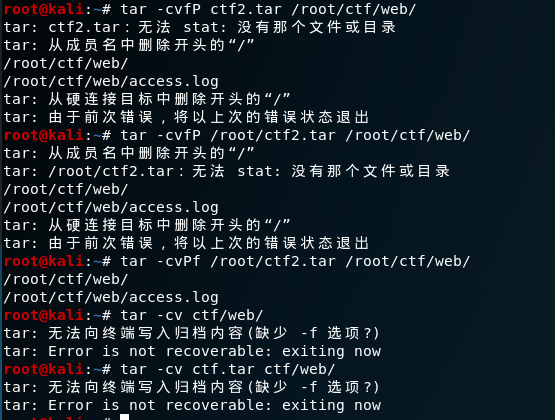 root@kali:~# tar -cvfP ctf2.tar /root/ctf/web/
tar: ctf2.tar：无法 stat: 没有那个文件或目录
tar: 从成员名中删除开头的“/”
/root/ctf/web/
/root/ctf/web/access.log
tar: 从硬连接目标中删除开头的“/”
tar: 由于前次错误，将以上次的错误状态退出
root@kali:~# tar -cvfP /root/ctf2.tar /root/ctf/web/
tar: 从成员名中删除开头的“/”
tar: /root/ctf2.tar：无法 stat: 没有那个文件或目录
/root/ctf/web/
/root/ctf/web/access.log
tar: 从硬连接目标中删除开头的“/”
tar: 由于前次错误，将以上次的错误状态退出
root@kali:~# tar -cvPf /root/ctf2.tar /root/ctf/web/
/root/ctf/web/
/root/ctf/web/access.log
root@kali:~# tar -cv ctf/web/
tar: 无法向终端写入归档内容(缺少 -f 选项?)
tar: Error is not recoverable: exiting now
root@kali:~# tar -cv ctf.tar ctf/web/
tar: 无法向终端写入归档内容(缺少 -f 选项?)
tar: Error is not recoverable: exiting now
root@kali:~#